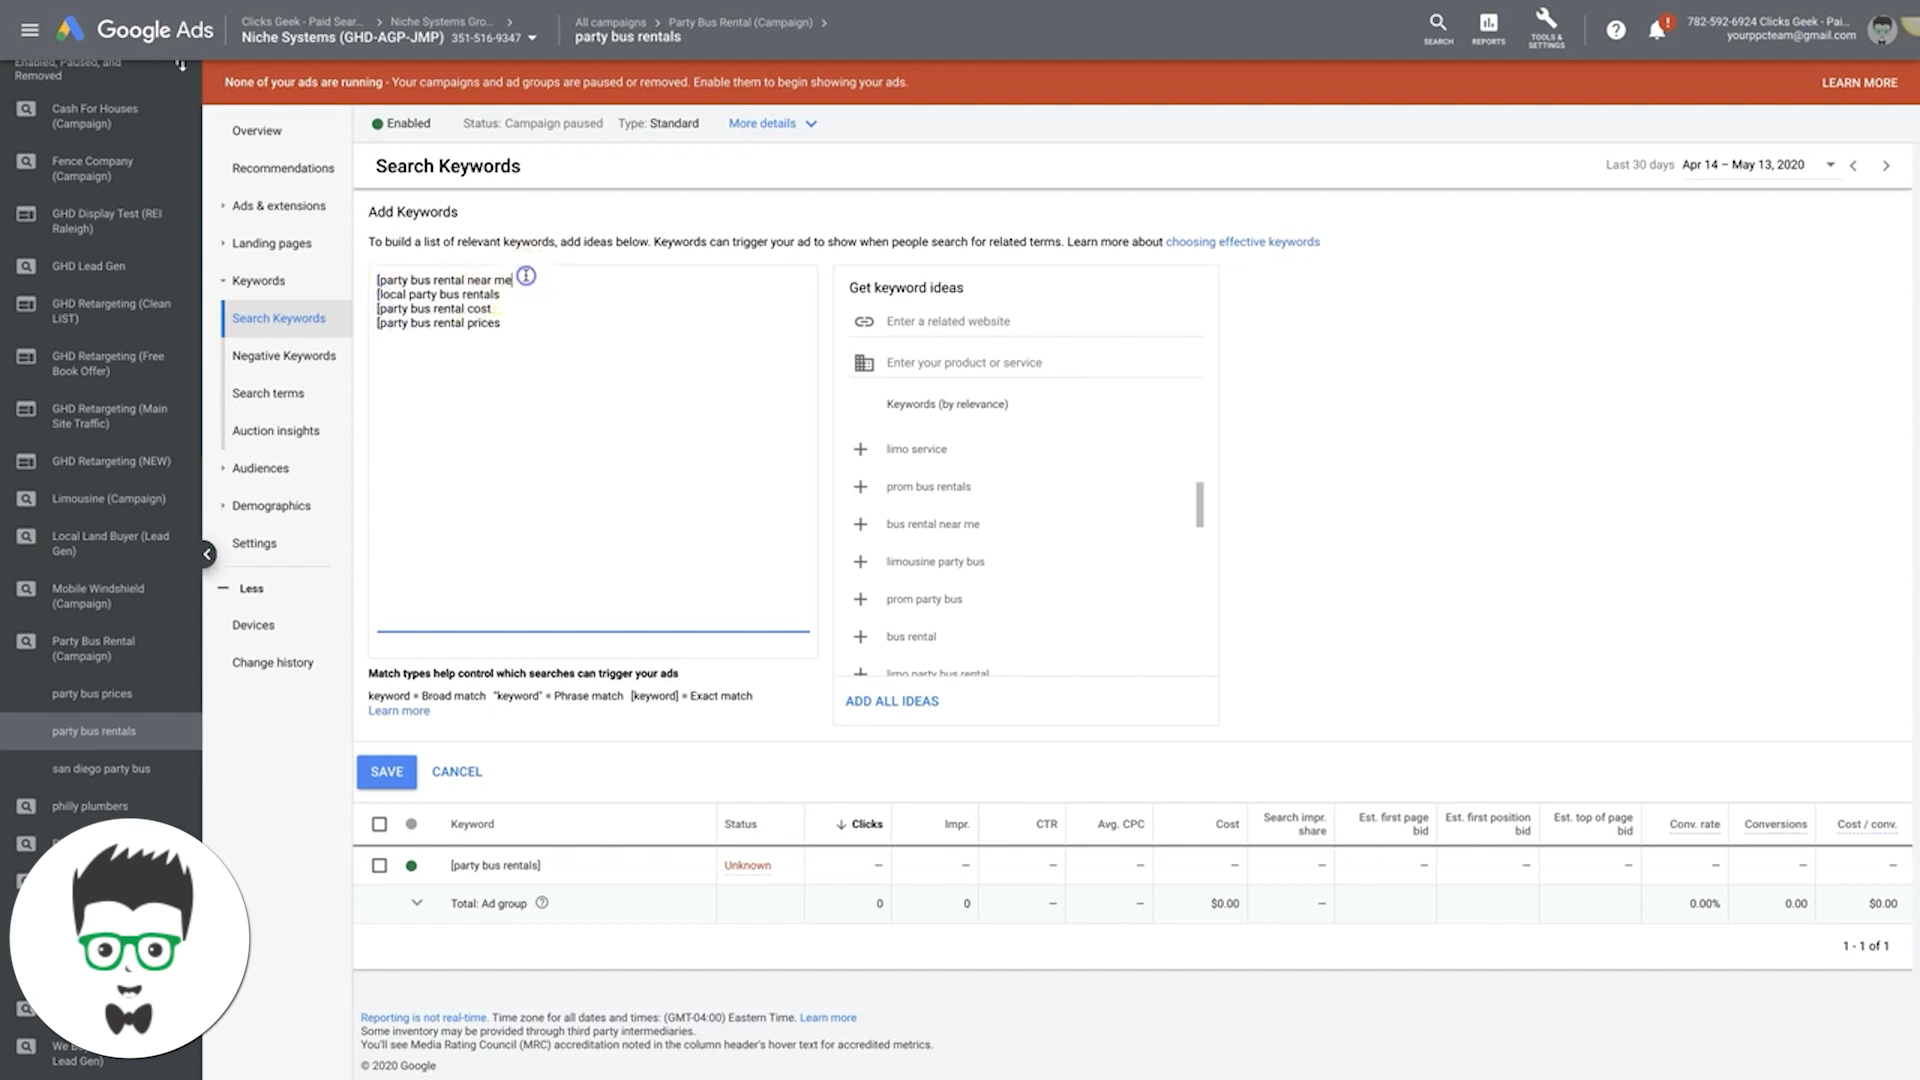 Google Ads
Clicks Geek - Paid Sear...
Niche Systems Gro...
Niche Systems (GHD-AGP-JMP) 351-516-9347
All campaigns
Party Bus Rental (Campaign)
party bus rentals
SEARCH
REPORTS
TOOLS &
SETTINGS
782-592-6924 Clicks Geek - Pai...
yourppcteam@gmail.com
Enabled, Paused, and
Removed
None of your ads are running - Your campaigns and ad groups are paused or removed. Enable them to begin showing your ads.
LEARN MORE
Cash For Houses
(Campaign)
Fence Company
(Campaign)
GHD Display Test (REI
Raleigh)
GHD Lead Gen
GHD Retargeting (Clean
LIST)
GHD Retargeting (Free
Book Offer)
GHD Retargeting (Main
Site Traffic)
GHD Retargeting (NEW)
Limousine (Campaign)
Local Land Buyer (Lead
Gen)
Mobile Windshield
(Campaign)
Party Bus Rental
(Campaign)
party bus prices
party bus rentals
san diego party bus
philly plumbers
Lead Gen)
Overview
Recommendations
Ads & extensions
Landing pages
Keywords
Search Keywords
Negative Keywords
Search terms
Auction insights
Audiences
Demographics
Settings
Less
Devices
Change history
Enabled
Status: Campaign paused
Type: Standard
More details
Search Keywords
Last 30 days Apr 14 – May 13, 2020
Add Keywords
To build a list of relevant keywords, add ideas below. Keywords can trigger your ad to show when people search for related terms. Learn more about choosing effective keywords
[party bus rental near me
[local party bus rentals
[party bus rental cost
[party bus rental prices
Get keyword ideas
Enter a related website
Enter your product or service
Keywords (by relevance)
limo service
prom bus rentals
bus rental near me
limousine party bus
prom party bus
bus rental
limo party bus rental
ADD ALL IDEAS
Match types help control which searches can trigger your ads
keyword = Broad match "keyword" = Phrase match [keyword] = Exact match
Learn more
SAVE
CANCEL
Keyword Status Clicks Impr. CTR Avg. CPC Cost Search impr. share Est. first page bid Est. first position bid Est. top of page bid Conv. rate Conversions Cost / conv.
[party bus rentals] Unknown – – – – – – – – – – – –
Total: Ad group 0 0 – – $0.00 – 0.00% 0.00 $0.00
1 - 1 of 1
Reporting is not real-time. Time zone for all dates and times: (GMT-04:00) Eastern Time. Learn more
Some inventory may be provided through third party intermediaries.
You'll see Media Rating Council (MRC) accreditation noted in the column header's hover text for accredited metrics.
© 2020 Google